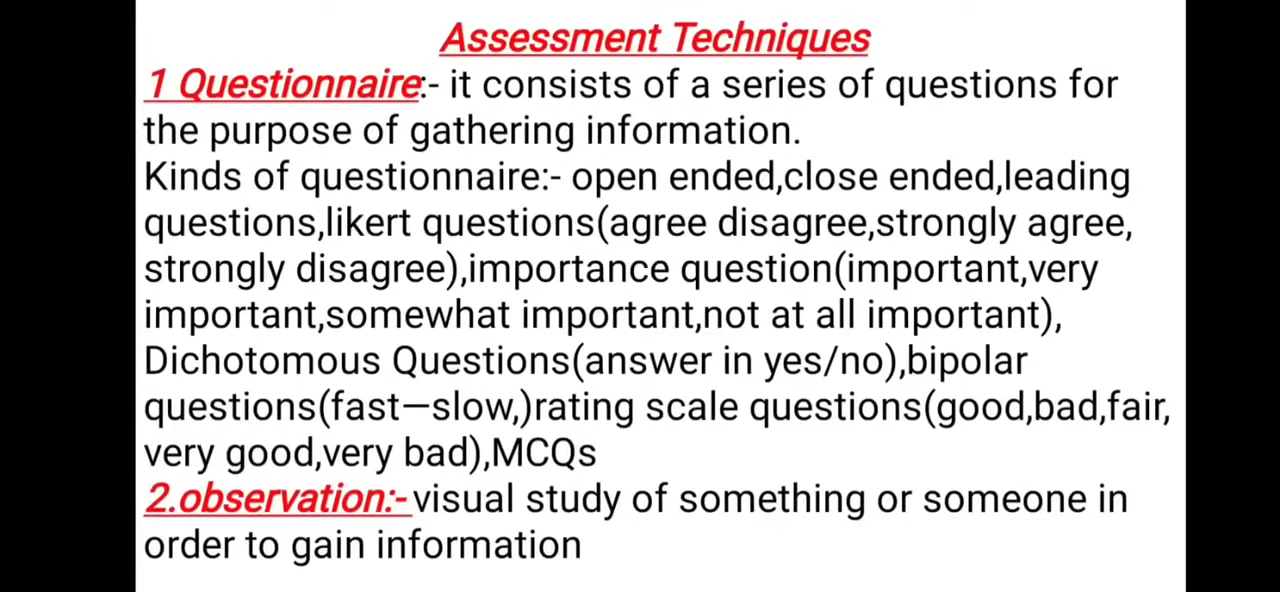 Assessment Techniques
1 Questionnaire:- it consists of a series of questions for
the purpose of gathering information.
Kinds of questionnaire:- open ended,close ended,leading
questions,likert questions(agree disagree,strongly agree,
strongly disagree),importance question(important,very
important,somewhat important,not at all important),
Dichotomous Questions(answer in yes/no),bipolar
questions(fast—slow,)rating scale questions(good,bad,fair,
very good,very bad),MCQs
2.observation:-visual study of something or someone in
order to gain information